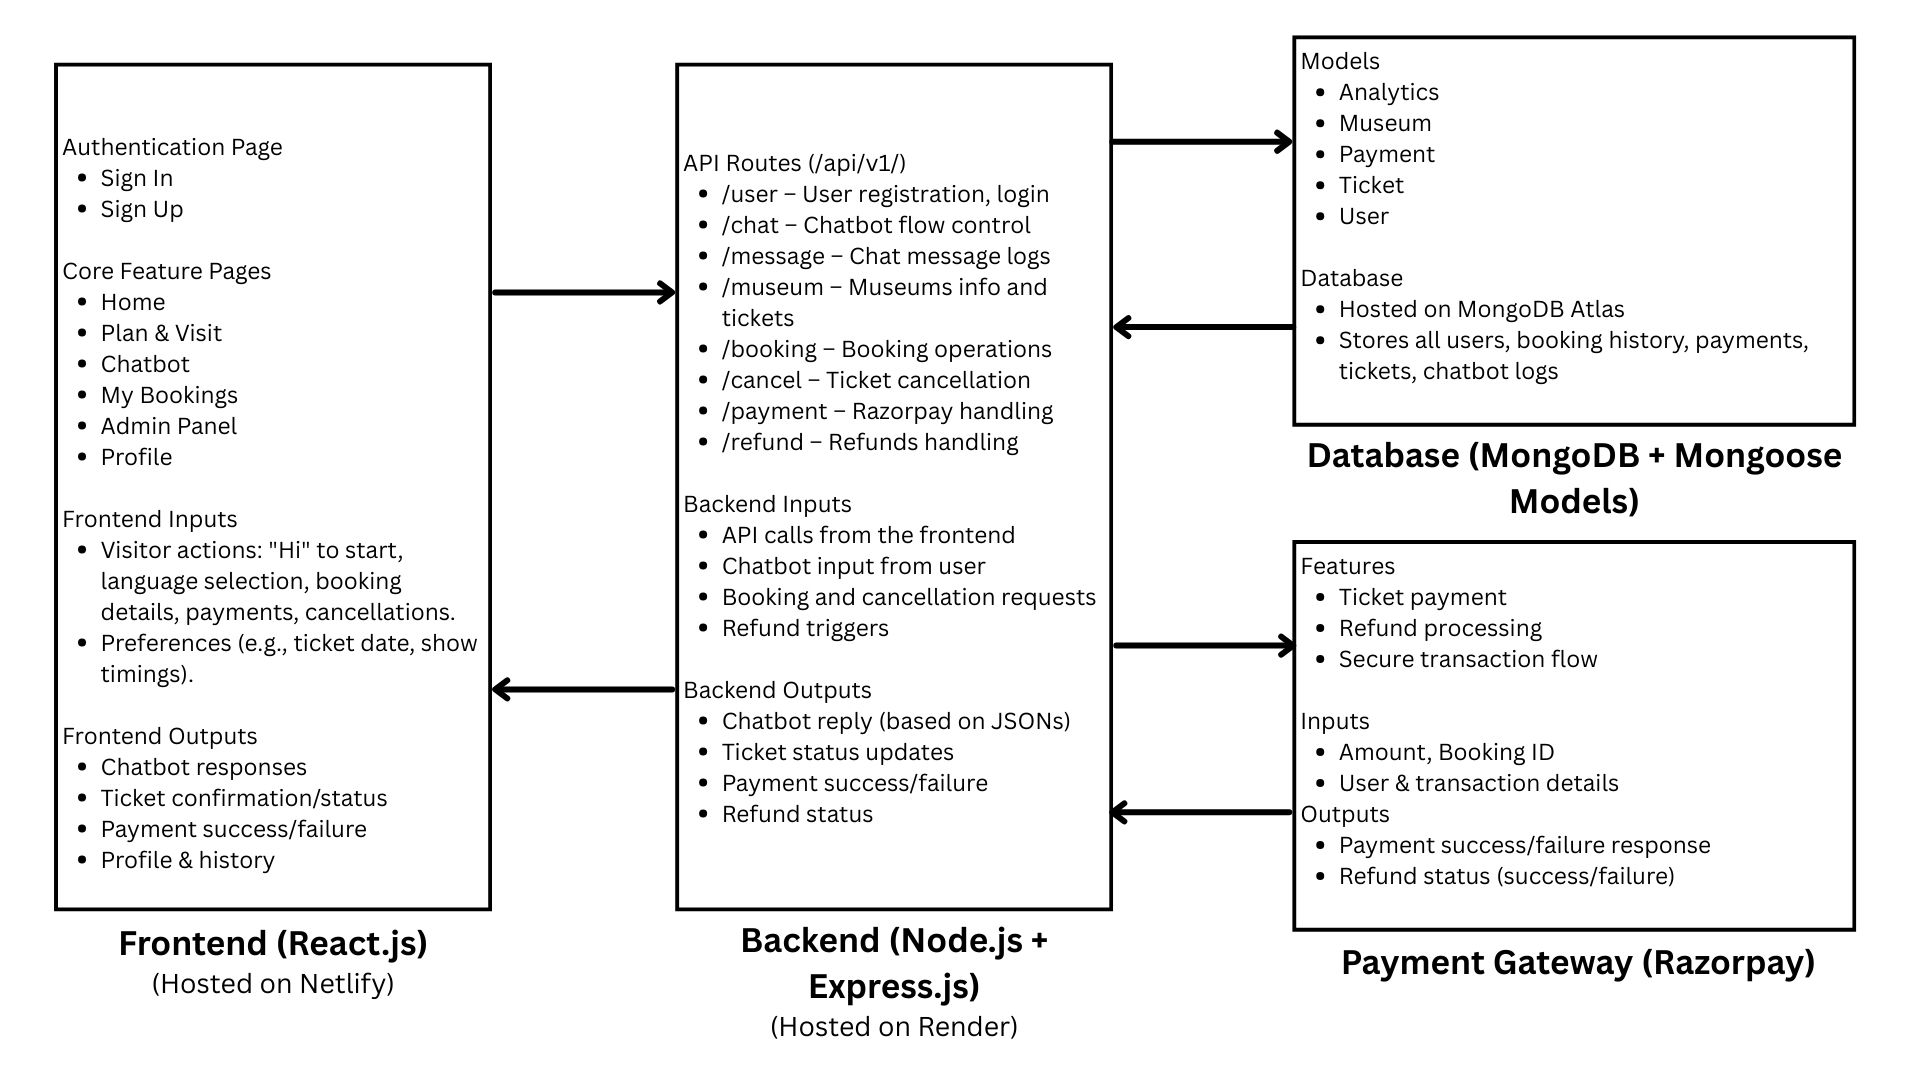 Authentication Page
• Sign In
• Sign Up
Core Feature Pages
• Home
• Plan & Visit
• Chatbot
• My Bookings
• Admin Panel
• Profile
Frontend Inputs
• Visitor actions: "Hi" to start,
language selection, booking
details, payments, cancellations.
• Preferences (e.g., ticket date, show
timings).
Frontend Outputs
• Chatbot responses
• Ticket confirmation/status
• Payment success/failure
• Profile & history
Frontend (React.js)
(Hosted on Netlify)
API Routes (/api/v1/)
• /user – User registration, login
• /chat – Chatbot flow control
• /message – Chat message logs
• /museum – Museums info and
tickets
• /booking – Booking operations
• /cancel – Ticket cancellation
• /payment – Razorpay handling
• /refund – Refunds handling
Backend Inputs
• API calls from the frontend
• Chatbot input from user
• Booking and cancellation requests
• Refund triggers
Backend Outputs
• Chatbot reply (based on JSONs)
• Ticket status updates
• Payment success/failure
• Refund status
Backend (Node.js +
Express.js)
(Hosted on Render)
Models
• Analytics
• Museum
• Payment
• Ticket
• User
Database
• Hosted on MongoDB Atlas
• Stores all users, booking history, payments,
tickets, chatbot logs
Database (MongoDB + Mongoose
Models)
Features
• Ticket payment
• Refund processing
• Secure transaction flow
Inputs
• Amount, Booking ID
• User & transaction details
Outputs
• Payment success/failure response
• Refund status (success/failure)
Payment Gateway (Razorpay)